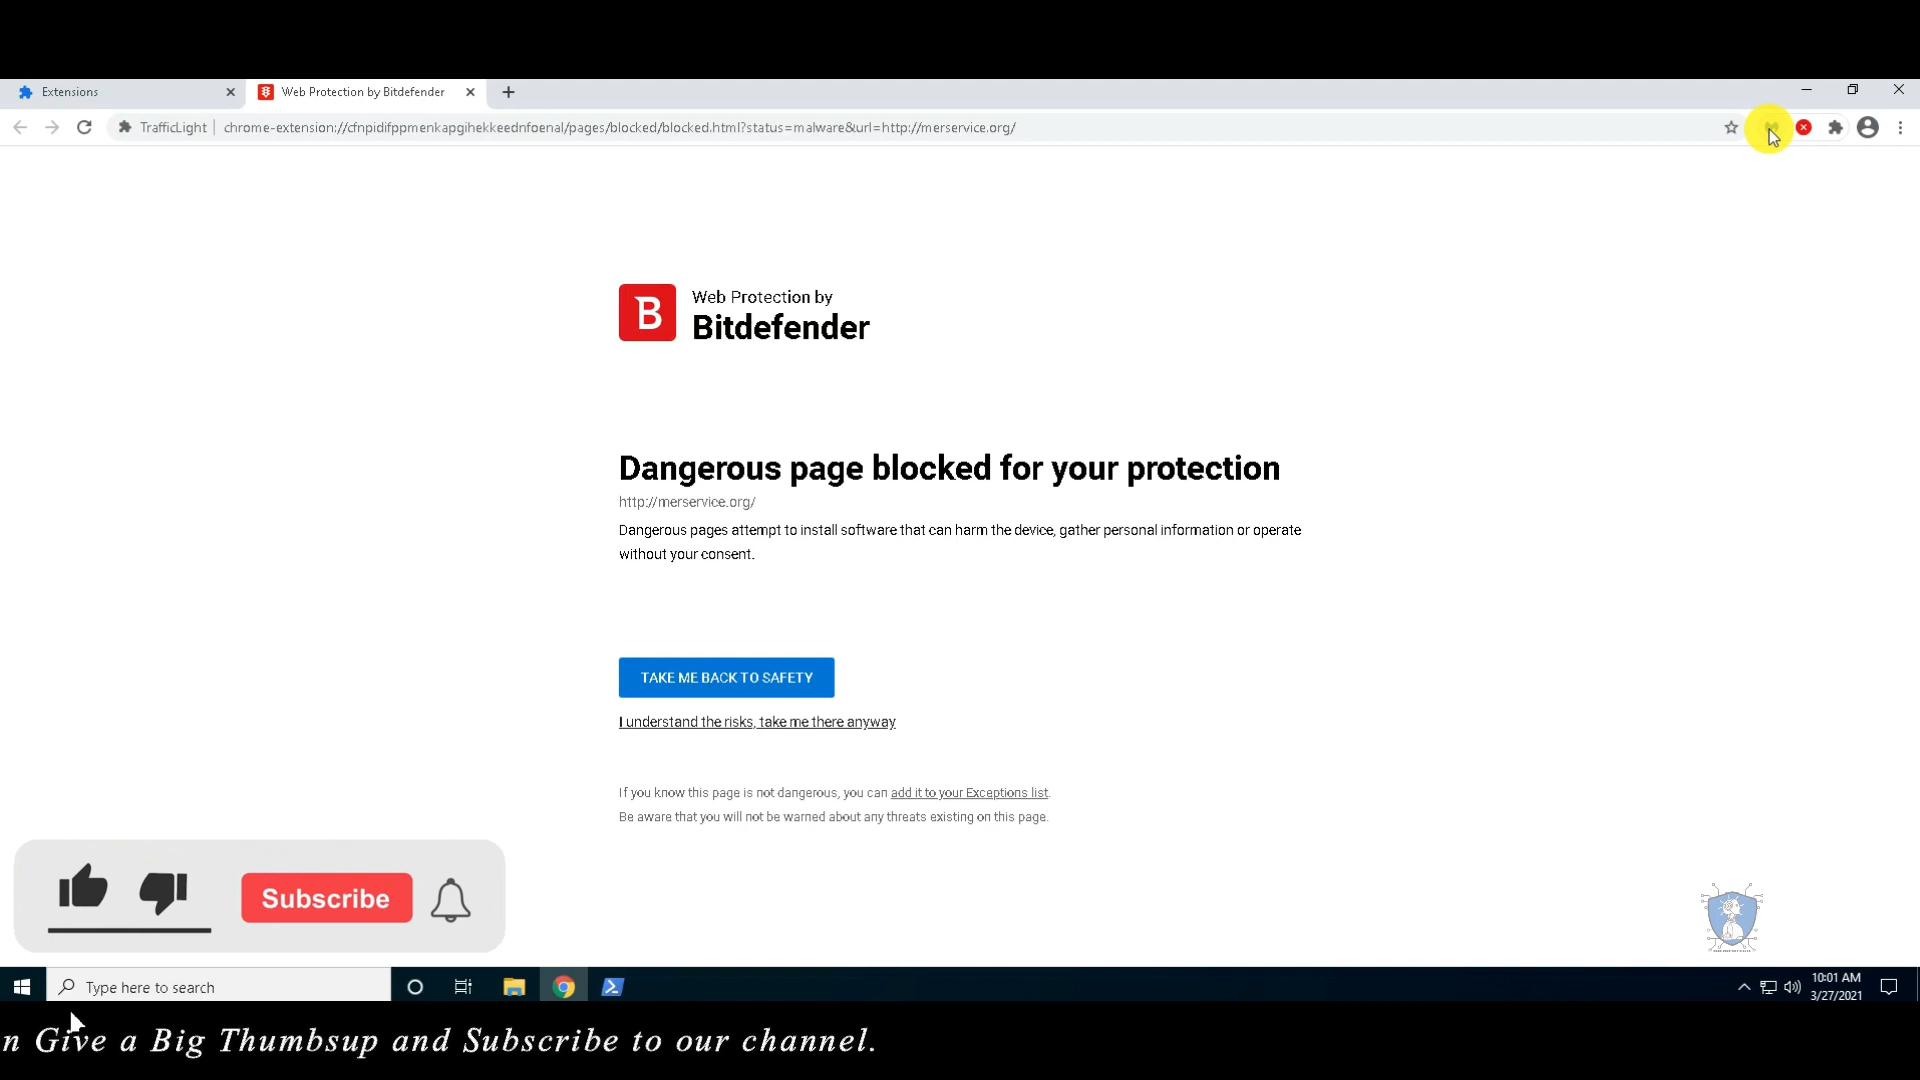 Extensions
Web Protection by Bitdefender
TrafficLight
chrome-extension://cfnpidifppmenkapgihekkeednfoenal/pages/blocked/blocked.html?status=malware&url=http://merservice.org/
B
Web Protection by
Bitdefender
Dangerous page blocked for your protection
http://merservice.org/
Dangerous pages attempt to install software that can harm the device, gather personal information or operate
without your consent.
TAKE ME BACK TO SAFETY
I understand the risks, take me there anyway
If you know this page is not dangerous, you can add it to your Exceptions list.
Be aware that you will not be warned about any threats existing on this page.
Subscribe
Type here to search
10:01 AM
3/27/2021
n Give a Big Thumbsup and Subscribe to our channel.